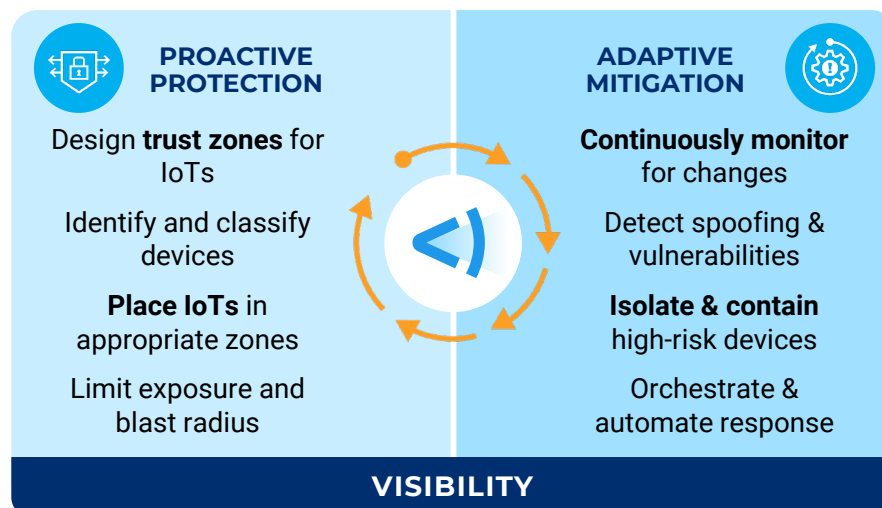 PROACTIVE
PROTECTION
Design trust zones for
IoTs
Identify and classify
devices
Place IoTs in
appropriate zones
Limit exposure and
blast radius
ADAPTIVE
MITIGATION
Continuously monitor
for changes
Detect spoofing &
vulnerabilities
Isolate & contain
high-risk devices
Orchestrate &
automate response
VISIBILITY